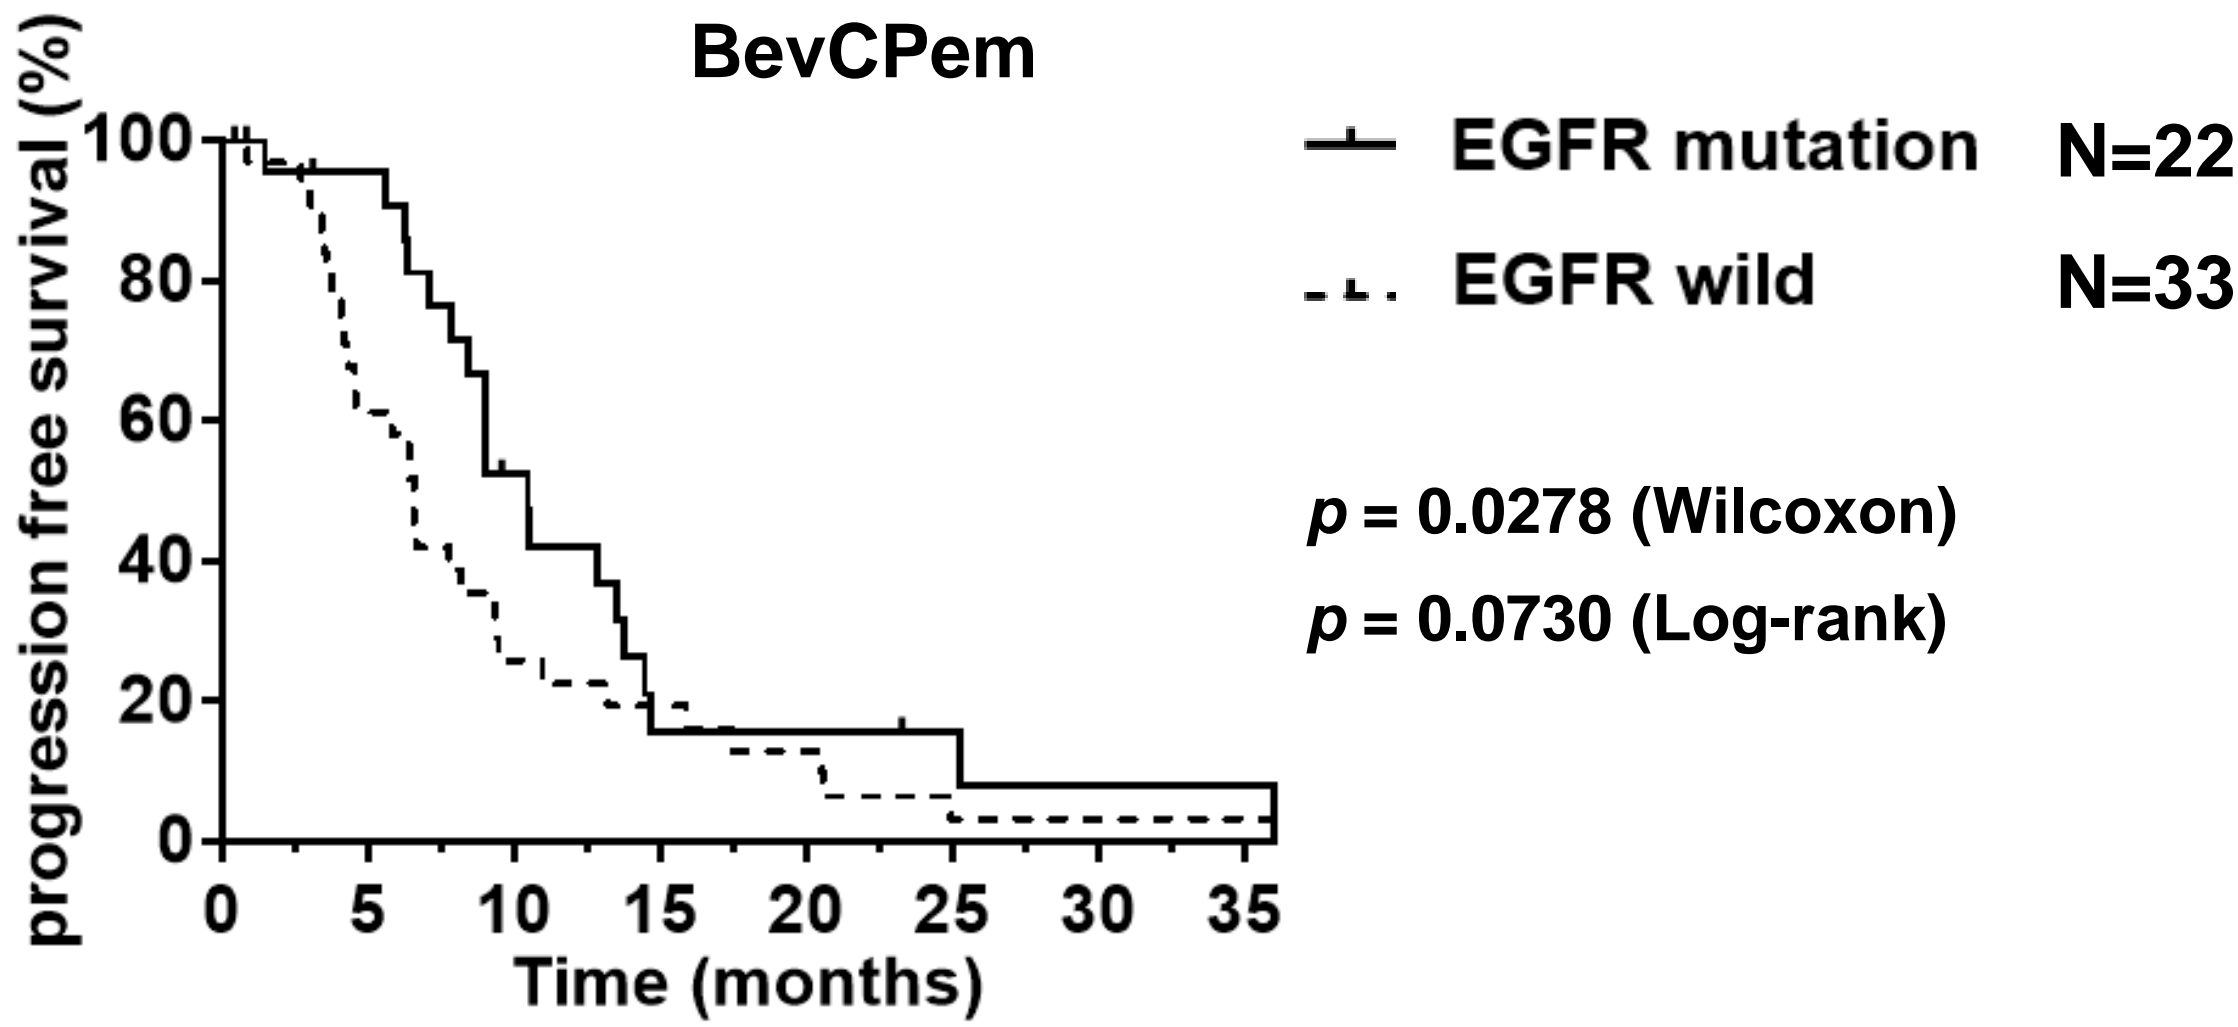 BevCPem
progression free survival (%)
100
80
60
40
20
0
0 5 10 15 20 25 30 35
Time (months)
EGFR mutation N=22
EGFR wild N=33
p = 0.0278 (Wilcoxon)
p = 0.0730 (Log-rank)